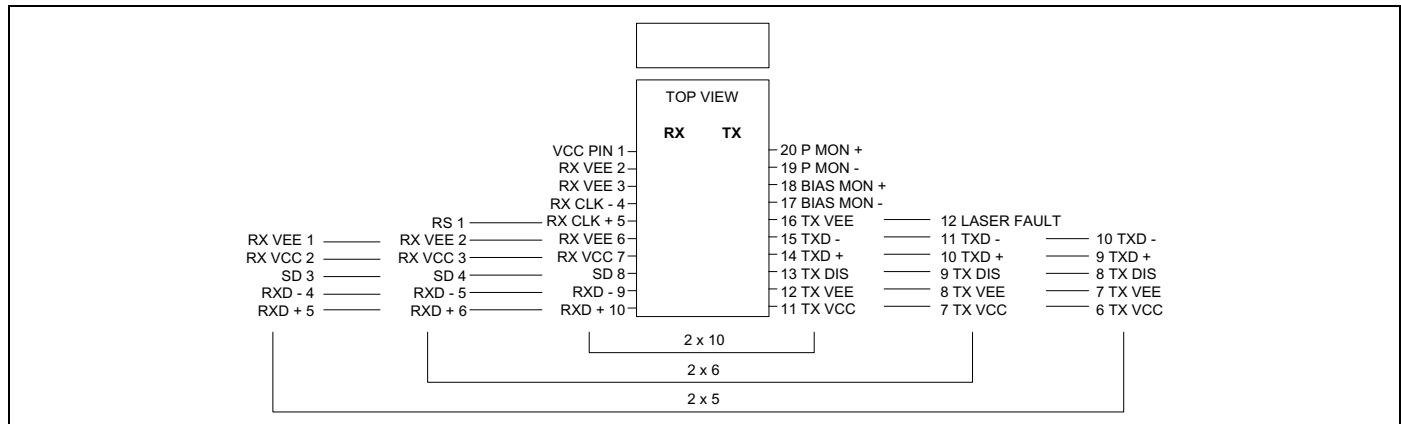 TOP VIEW
RX TX
VCC PIN 1 20 P MON +
RX VEE 2 19 P MON -
RX VEE 3 18 BIAS MON +
RX CLK - 4 17 BIAS MON -
RS 1 RX CLK + 5 16 TX VEE 12 LASER FAULT
RX VEE 1 RX VEE 2 RX VEE 6 15 TXD - 11 TXD - 10 TXD -
RX VCC 2 RX VCC 3 RX VCC 7 14 TXD + 10 TXD + 9 TXD +
SD 3 SD 4 SD 8 13 TX DIS 9 TX DIS 8 TX DIS
RXD - 4 RXD - 5 RXD - 9 12 TX VEE 8 TX VEE 7 TX VEE
RXD + 5 RXD + 6 RXD + 10 11 TX VCC 7 TX VCC 6 TX VCC
2 x 10
2 x 6
2 x 5